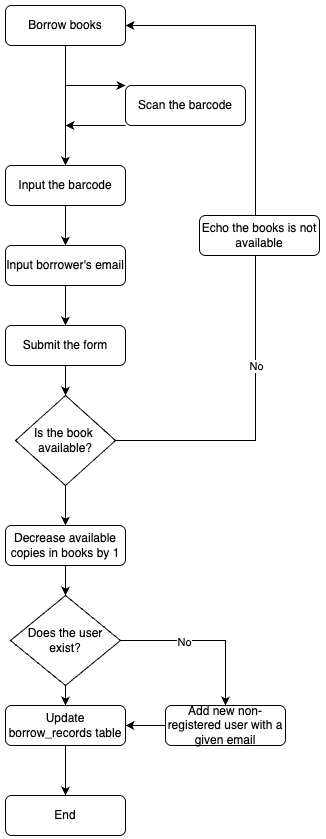 Borrow books
Scan the barcode
Input the barcode
Echo the books is not
available
Input borrower's email
Submit the form
No
Is the book
available?
Decrease available
copies in books by 1
Does the user
exist?
No
Update
borrow_records table
Add new non-
registered user with a
given email
End